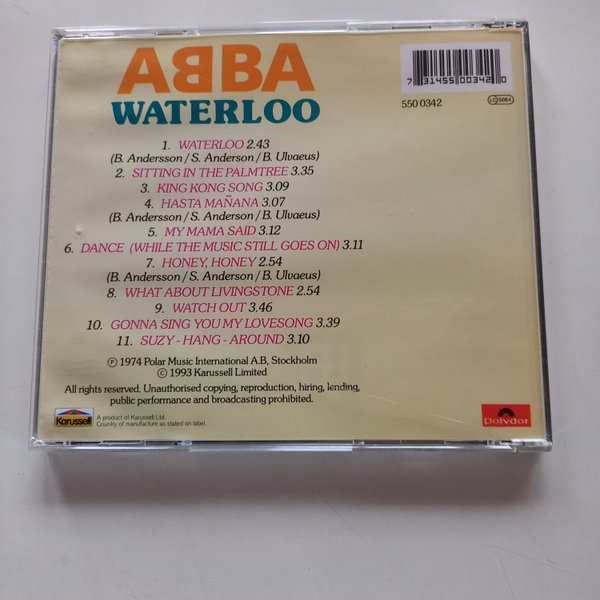 ABBA
WATERLOO
7 31455 00342 0
550 0342
LC 5064
1. WATERLOO 2.43
(B. Andersson/S. Anderson/B. Ulvaeus)
2. SITTING IN THE PALMTREE 3.35
3. KING KONG SONG 3.09
4. HASTA MAÑANA 3.07
(B. Andersson/S. Anderson/B. Ulvaeus)
5. MY MAMA SAID 3.12
6. DANCE (WHILE THE MUSIC STILL GOES ON) 3.11
7. HONEY, HONEY 2.54
(B. Andersson/S. Anderson/B. Ulvaeus)
8. WHAT ABOUT LIVINGSTONE 2.54
9. WATCH OUT 3.46
10. GONNA SING YOU MY LOVESONG 3.39
11. SUZY-HANG-AROUND 3.10
℗ 1974 Polar Music International A.B, Stockholm
© 1993 Karussell Limited
All rights reserved. Unauthorised copying, reproduction, hiring, lending,
public performance and broadcasting prohibited.
Karussell
A product of Karussell Ltd.
Country of manufacture as stated on label.
Polydor